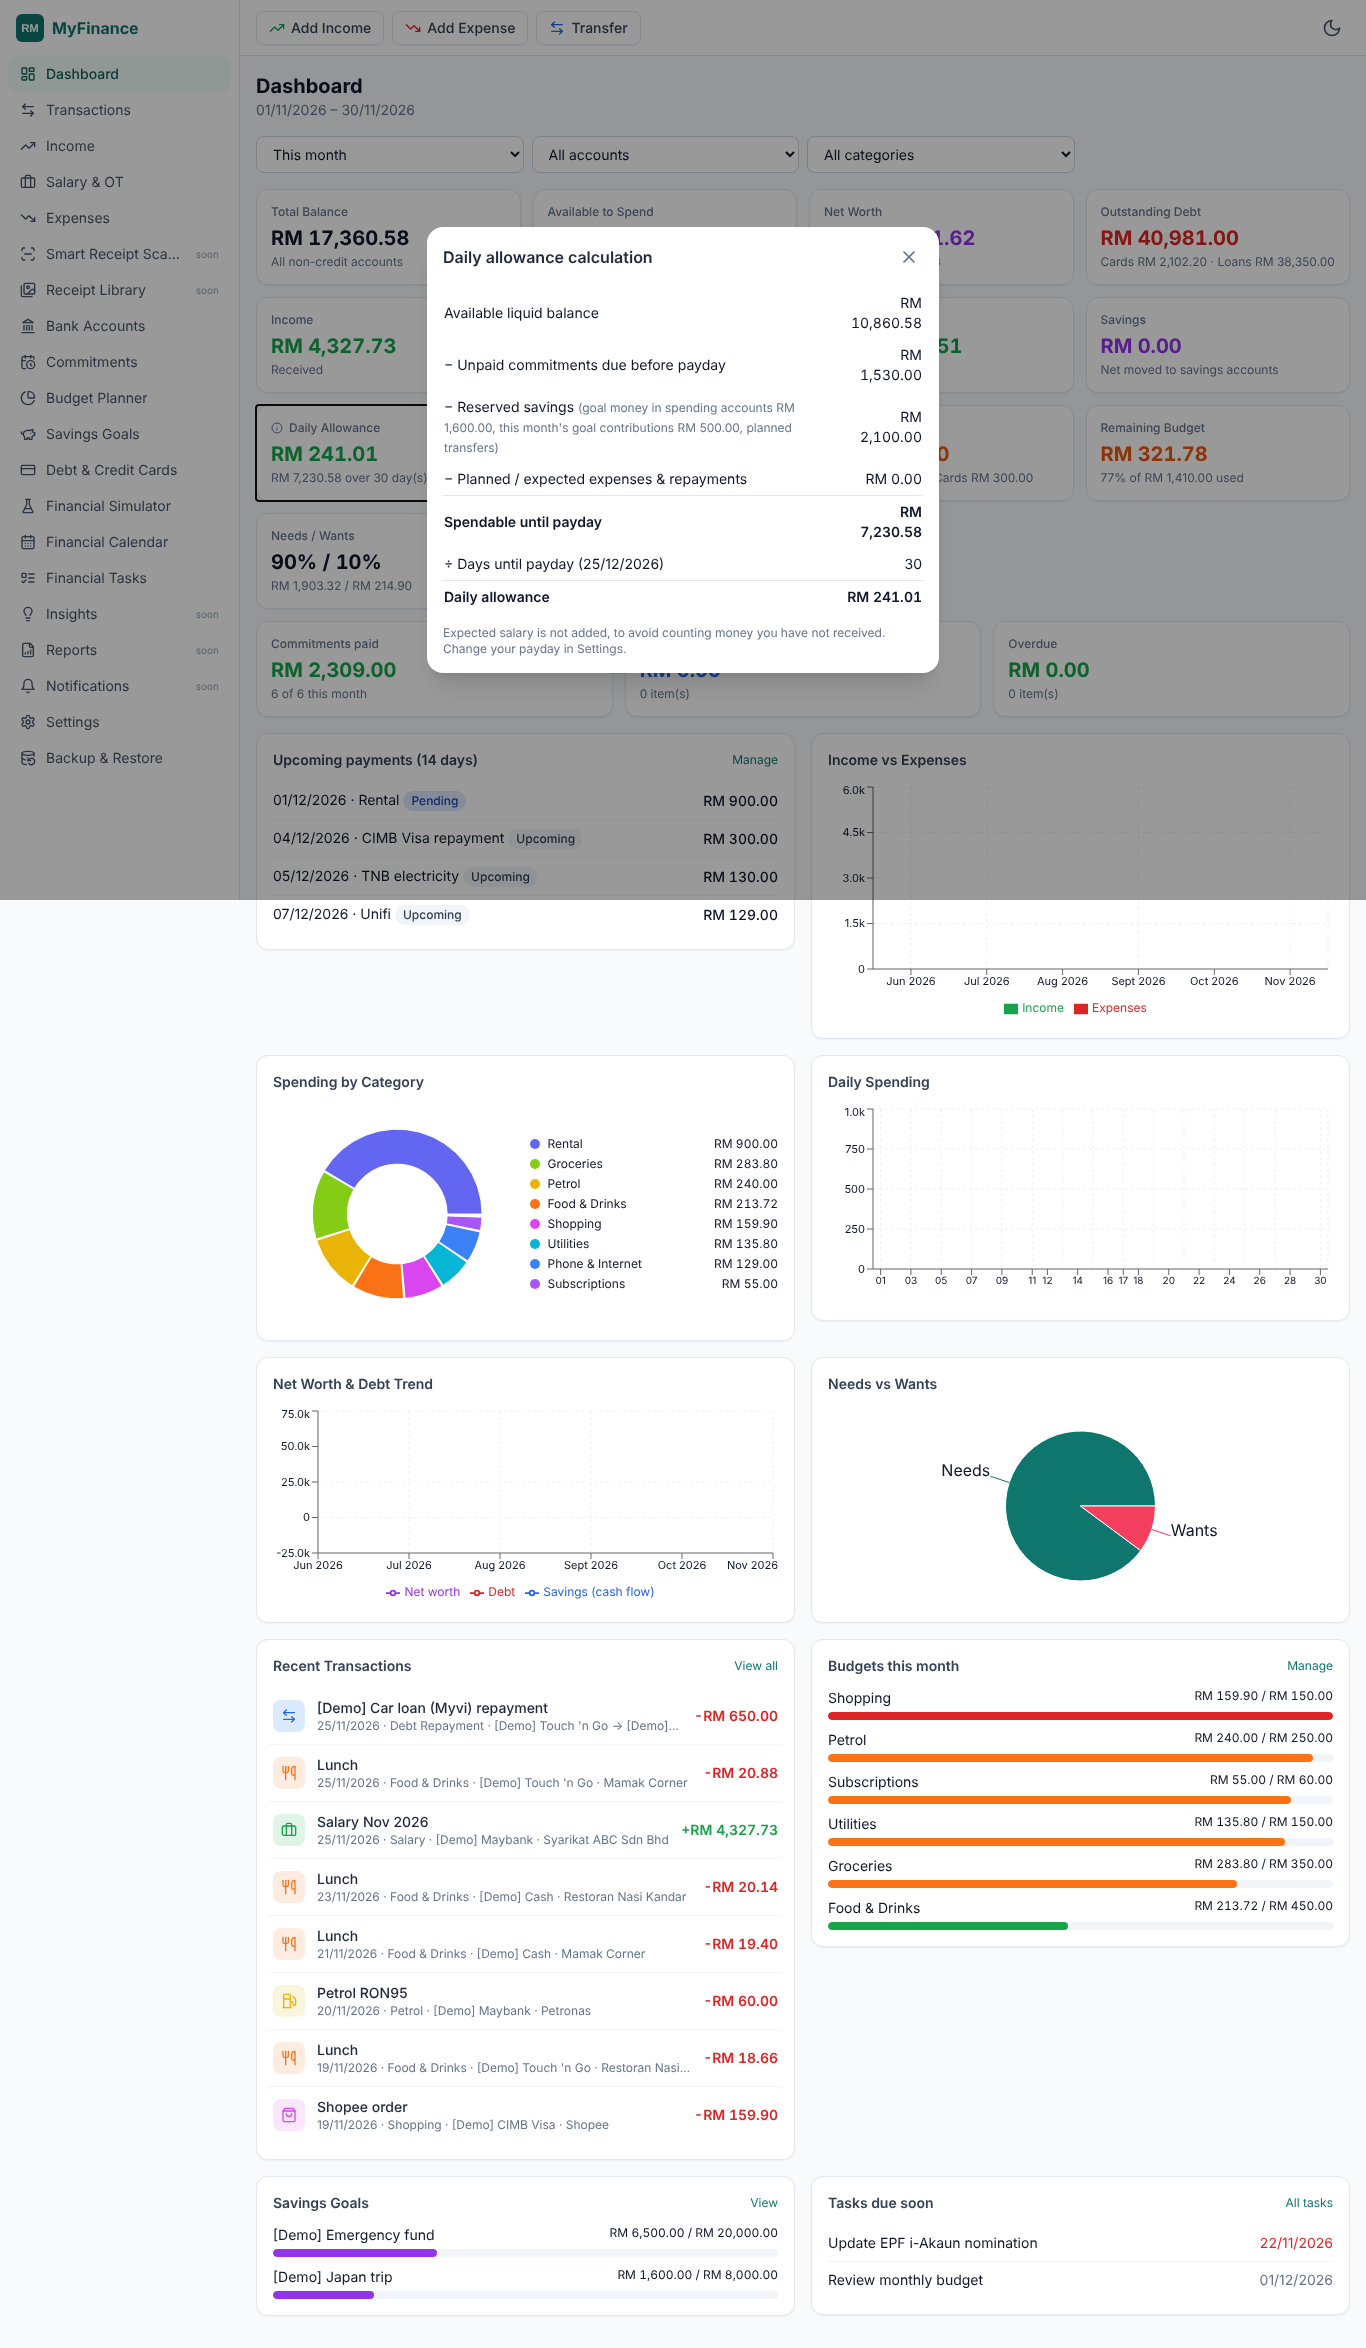 RM MyFinance
Dashboard
Transactions
Income
Salary & OT
Expenses
Smart Receipt Sca... soon
Receipt Library soon
Bank Accounts
Commitments
Budget Planner
Savings Goals
Debt & Credit Cards
Financial Simulator
Financial Calendar
Financial Tasks
Insights soon
Reports soon
Notifications soon
Settings
Backup & Restore
Add Income Add Expense Transfer
Dashboard
01/11/2026 – 30/11/2026
This month All accounts All categories
Total Balance
RM 17,360.58
All non-credit accounts
Available to Spend
Net Worth
.62
Outstanding Debt
RM 40,981.00
Cards RM 2,102.20 · Loans RM 38,350.00
Income
RM 4,327.73
Received
51
Savings
RM 0.00
Net moved to savings accounts
Daily Allowance
RM 241.01
RM 7,230.58 over 30 day(s)
0
Cards RM 300.00
Remaining Budget
RM 321.78
77% of RM 1,410.00 used
Needs / Wants
90% / 10%
RM 1,903.32 / RM 214.90
Commitments paid
RM 2,309.00
6 of 6 this month
RM 0.00
0 item(s)
Overdue
RM 0.00
0 item(s)
Daily allowance calculation
Available liquid balance RM
10,860.58
− Unpaid commitments due before payday RM
1,530.00
− Reserved savings (goal money in spending accounts RM
1,600.00, this month's goal contributions RM 500.00, planned
transfers)
RM
2,100.00
− Planned / expected expenses & repayments RM 0.00
Spendable until payday RM
7,230.58
÷ Days until payday (25/12/2026) 30
Daily allowance RM 241.01
Expected salary is not added, to avoid counting money you have not received.
Change your payday in Settings.
Upcoming payments (14 days) Manage
01/12/2026 · Rental Pending RM 900.00
04/12/2026 · CIMB Visa repayment Upcoming RM 300.00
05/12/2026 · TNB electricity Upcoming RM 130.00
07/12/2026 · Unifi Upcoming RM 129.00
Income vs Expenses
6.0k
4.5k
3.0k
1.5k
0
Jun 2026 Jul 2026 Aug 2026 Sept 2026 Oct 2026 Nov 2026
Income Expenses
Spending by Category
Rental RM 900.00
Groceries RM 283.80
Petrol RM 240.00
Food & Drinks RM 213.72
Shopping RM 159.90
Utilities RM 135.80
Phone & Internet RM 129.00
Subscriptions RM 55.00
Daily Spending
1.0k
750
500
250
0
01 03 05 07 09 11 12 14 16 17 18 20 22 24 26 28 30
Net Worth & Debt Trend
75.0k
50.0k
25.0k
0
-25.0k
Jun 2026 Jul 2026 Aug 2026 Sept 2026 Oct 2026 Nov 2026
Net worth Debt Savings (cash flow)
Needs vs Wants
Needs
Wants
Recent Transactions View all
[Demo] Car loan (Myvi) repayment
25/11/2026 · Debt Repayment · [Demo] Touch 'n Go → [Demo]...
-RM 650.00
Lunch
25/11/2026 · Food & Drinks · [Demo] Touch 'n Go · Mamak Corner
-RM 20.88
Salary Nov 2026
25/11/2026 · Salary · [Demo] Maybank · Syarikat ABC Sdn Bhd
+RM 4,327.73
Lunch
23/11/2026 · Food & Drinks · [Demo] Cash · Restoran Nasi Kandar
-RM 20.14
Lunch
21/11/2026 · Food & Drinks · [Demo] Cash · Mamak Corner
-RM 19.40
Petrol RON95
20/11/2026 · Petrol · [Demo] Maybank · Petronas
-RM 60.00
Lunch
19/11/2026 · Food & Drinks · [Demo] Touch 'n Go · Restoran Nasi...
-RM 18.66
Shopee order
19/11/2026 · Shopping · [Demo] CIMB Visa · Shopee
-RM 159.90
Budgets this month Manage
Shopping RM 159.90 / RM 150.00
Petrol RM 240.00 / RM 250.00
Subscriptions RM 55.00 / RM 60.00
Utilities RM 135.80 / RM 150.00
Groceries RM 283.80 / RM 350.00
Food & Drinks RM 213.72 / RM 450.00
Savings Goals View
[Demo] Emergency fund RM 6,500.00 / RM 20,000.00
[Demo] Japan trip RM 1,600.00 / RM 8,000.00
Tasks due soon All tasks
Update EPF i-Akaun nomination 22/11/2026
Review monthly budget 01/12/2026